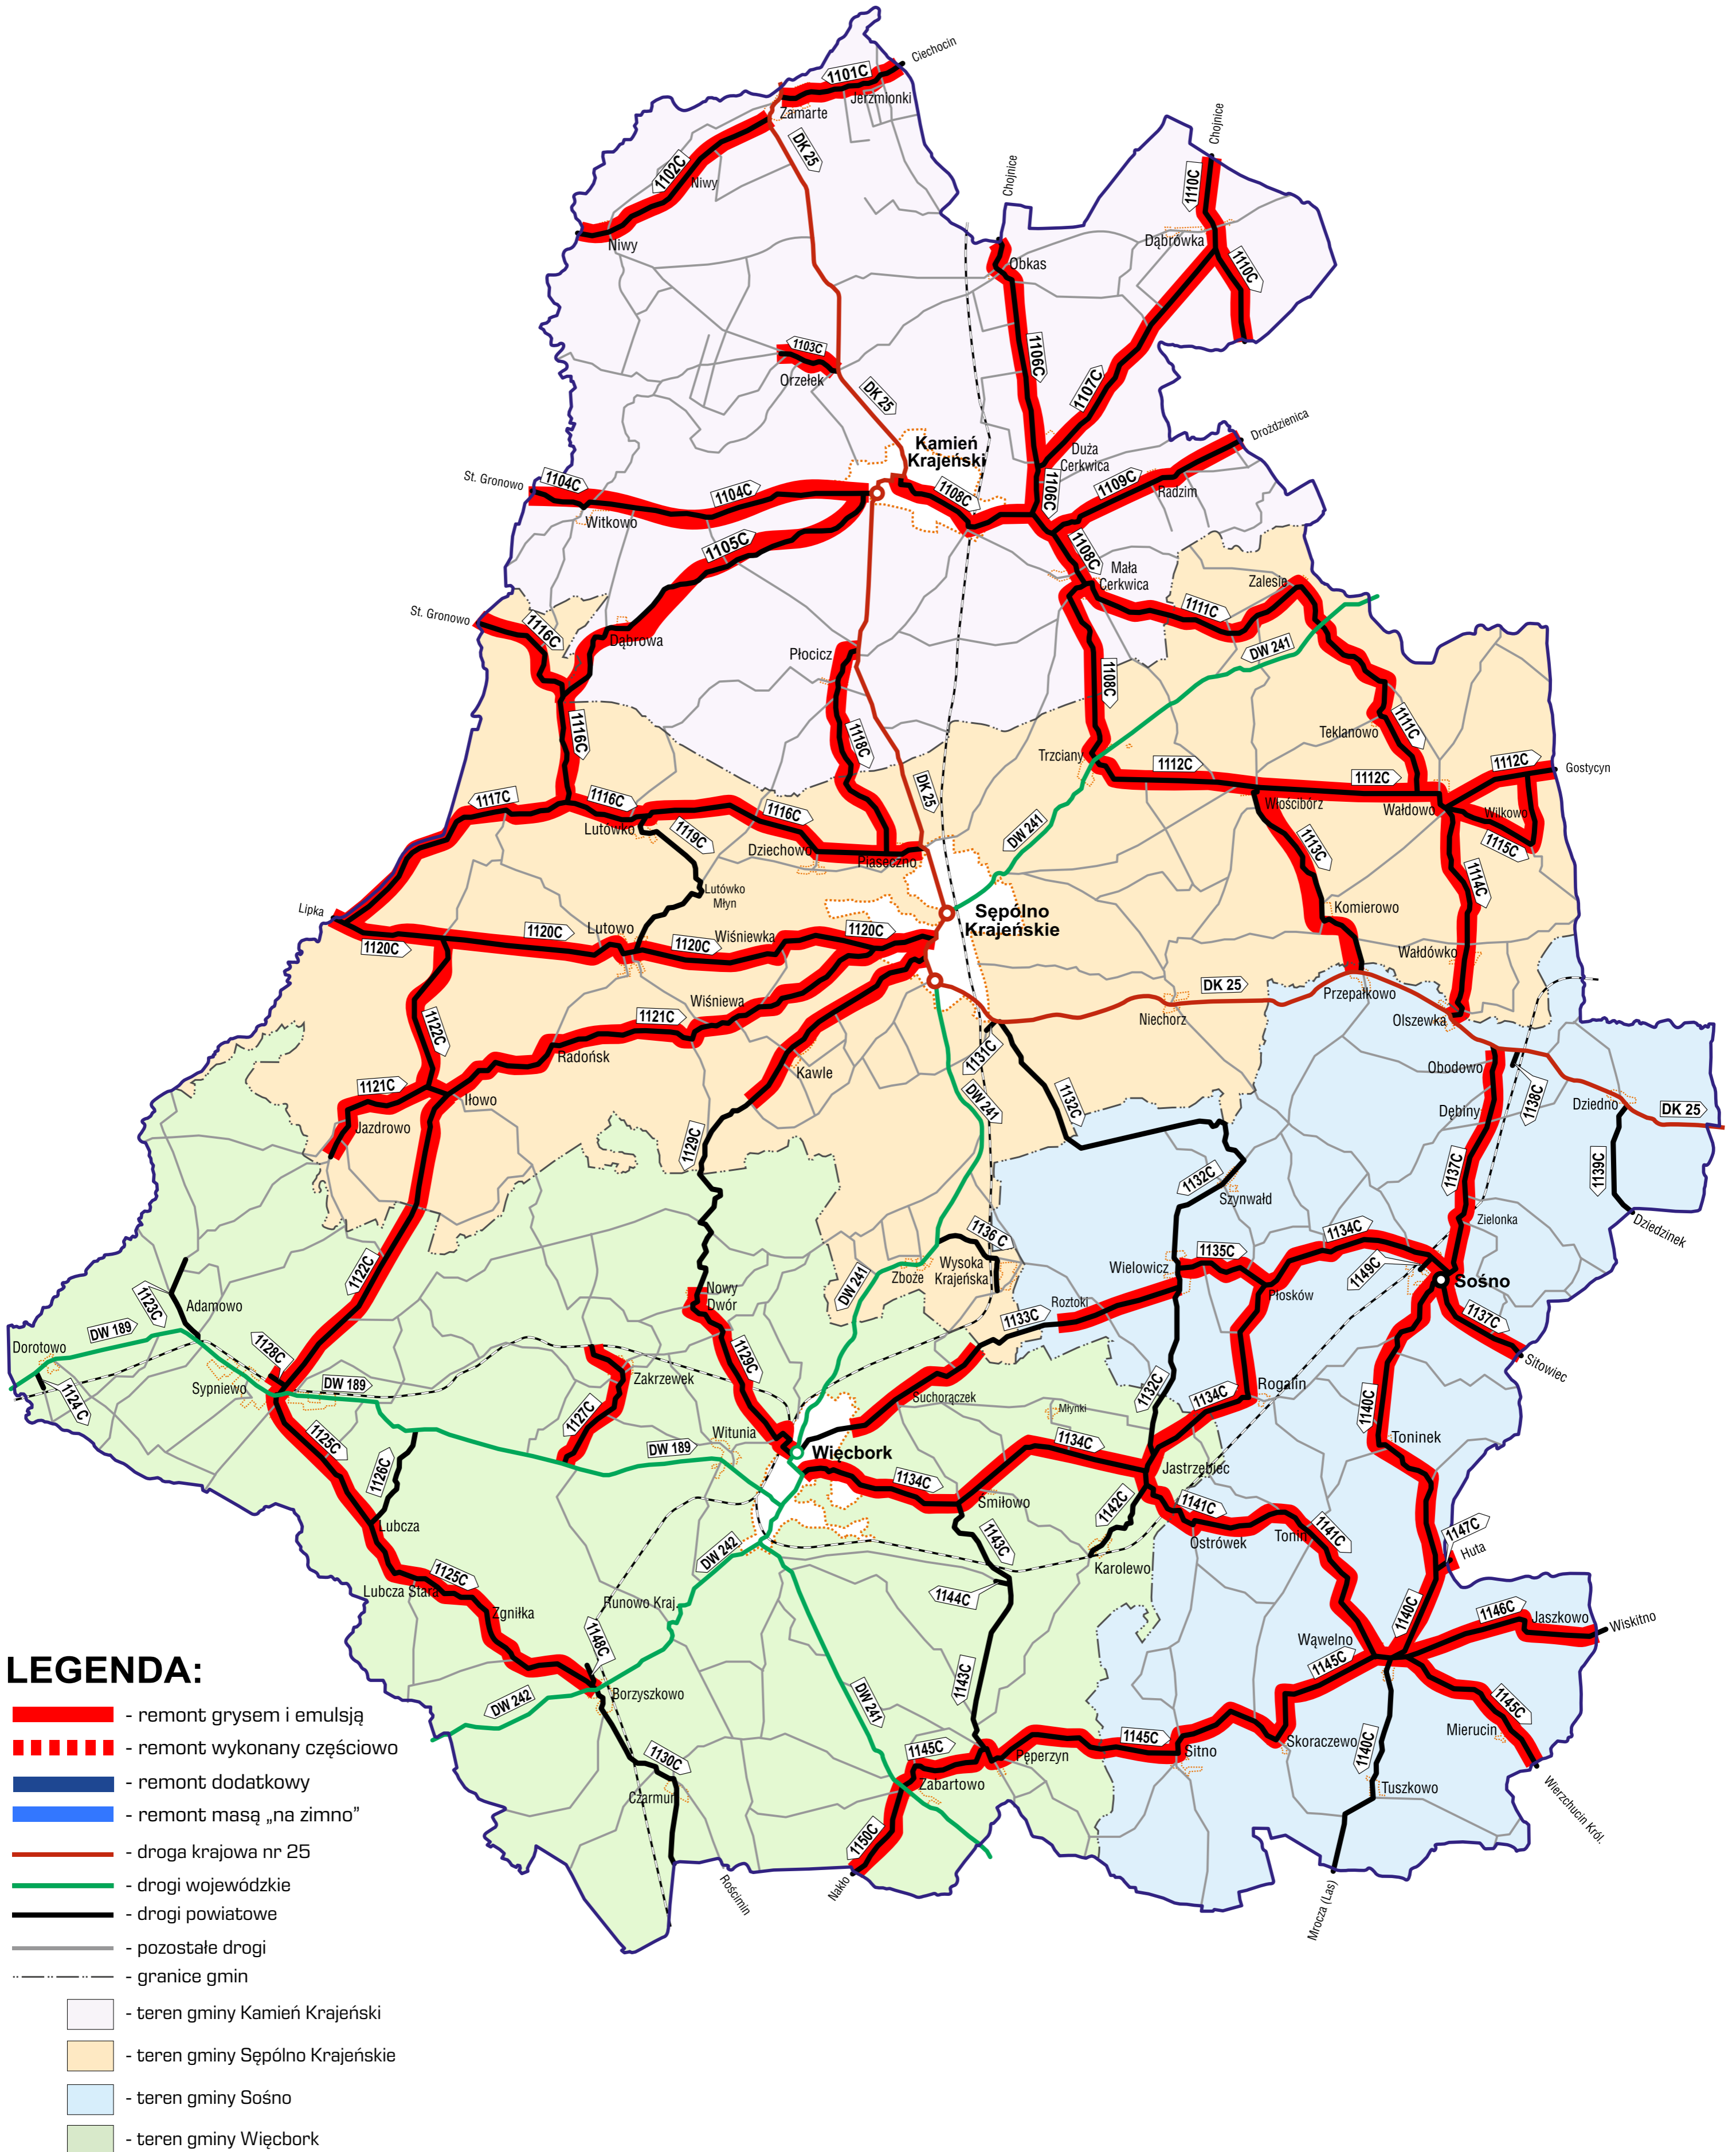 Ciechocin
1101C
Jerzmionki
Zamarte
DK 25
1102C
Niwy
Niwy
Chojnice
Chojnice
1110C
Dąbrówka
1110C
Obkas
1103C
Orzełek
1106C
1107C
DK 25
Kamień
Krajeński
Duża
Cerkwica
Drożdzienica
St. Gronowo
1104C
1104C
Witkowo
1108C
1106C
1109C
Radzim
1105C
1108C
Mała
Cerkwica
Zalesie
St. Gronowo
1116C
Dąbrowa
1111C
DW 241
Płocicz
1108C
1116C
1118C
Teklanowo
1111C
Trzciany
1112C
1112C
1112C
Gostycyn
DK 25
1117C
1116C
1116C
Włościbórz
Wałdowo
Wilkowo
Lutówko
1119C
DW 241
Dziechowo
Piaseczno
1113C
1115C
1114C
Lutówko
Młyn
Lipka
Komierowo
Sępólno
Krajeńskie
1120C
1120C
Lutowo
1120C
Wiśniewka
1120C
Wałdówko
DK 25
Przepałkowo
Wiśniewa
1121C
Niechorz
Olszewka
1122C
Radońsk
1131C
Kawle
Obodowo
1121C
Iłowo
DW 241
1132C
Dębiny
1138C
Dziedno
DK 25
Jazdrowo
1129C
1137C
1139C
1132C
Szynwałd
Zielonka
Dziedzinek
1136 C
1134C
Wysoka
Krajeńska
Zboże
Wielowicz
1135C
1149C
Sośno
1122C
DW 241
Nowy
Dwór
Roztoki
1133C
Płosków
1123C
Adamowo
1137C
Dorotowo
DW 189
1128C
1129C
Sitowiec
Sypniewo
DW 189
Zakrzewek
1124 C
1127C
Suchorączek
1132C
1134C
Rogalin
Młynki
1140C
1125C
Witunia
DW 189
Więcbork
1134C
Toninek
1126C
1134C
Jastrzębiec
Śmiłowo
1142C
1141C
Lubcza
1143C
Ostrówek
Tonin
1141C
1147C
Huta
DW 242
Karolewo
1125C
Lubcza Stara
1144C
Zgniłka
Runowo Kraj.
1140C
1146C
Jaszkowo
Wiskitno
1148C
Wąwelno
1145C
1143C
Borzyszkowo
DW 242
DW 241
1145C
Mierucin
1145C
1145C
Pęperzyn
Sitno
Skoraczewo
1140C
1130C
Czarmuń
Zabartowo
Tuszkowo
Wierzchucin Król.
1150C
Nakło
Rościmin
Mrocza (Las)
LEGENDA:
- remont grysem i emulsją
- remont wykonany częściowo
- remont dodatkowy
- remont masą „na zimno”
- droga krajowa nr 25
- drogi wojewódzkie
- drogi powiatowe
- pozostałe drogi
- granice gmin
- teren gminy Kamień Krajeński
- teren gminy Sępólno Krajeńskie
- teren gminy Sośno
- teren gminy Więcbork